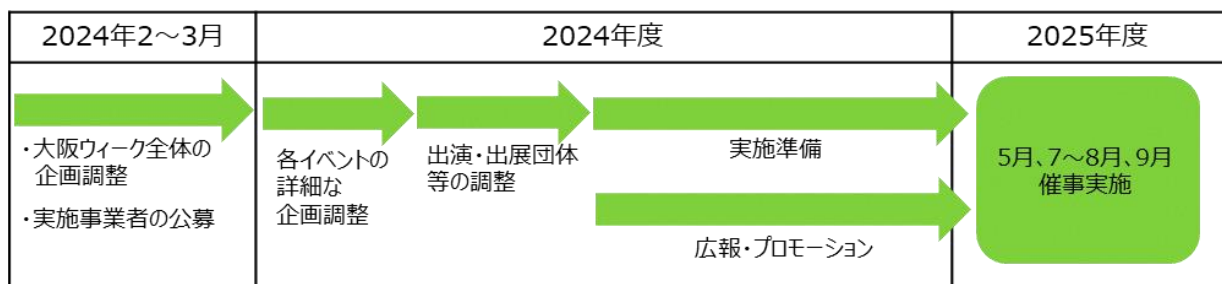 2024年2～3月
2024年度
2025年度
・大阪ウィーク全体の
企画調整
・実施事業者の公募
各イベントの
詳細な
企画調整
出演・出展団体
等の調整
実施準備
広報・プロモーション
5月、7～8月、9月
催事実施